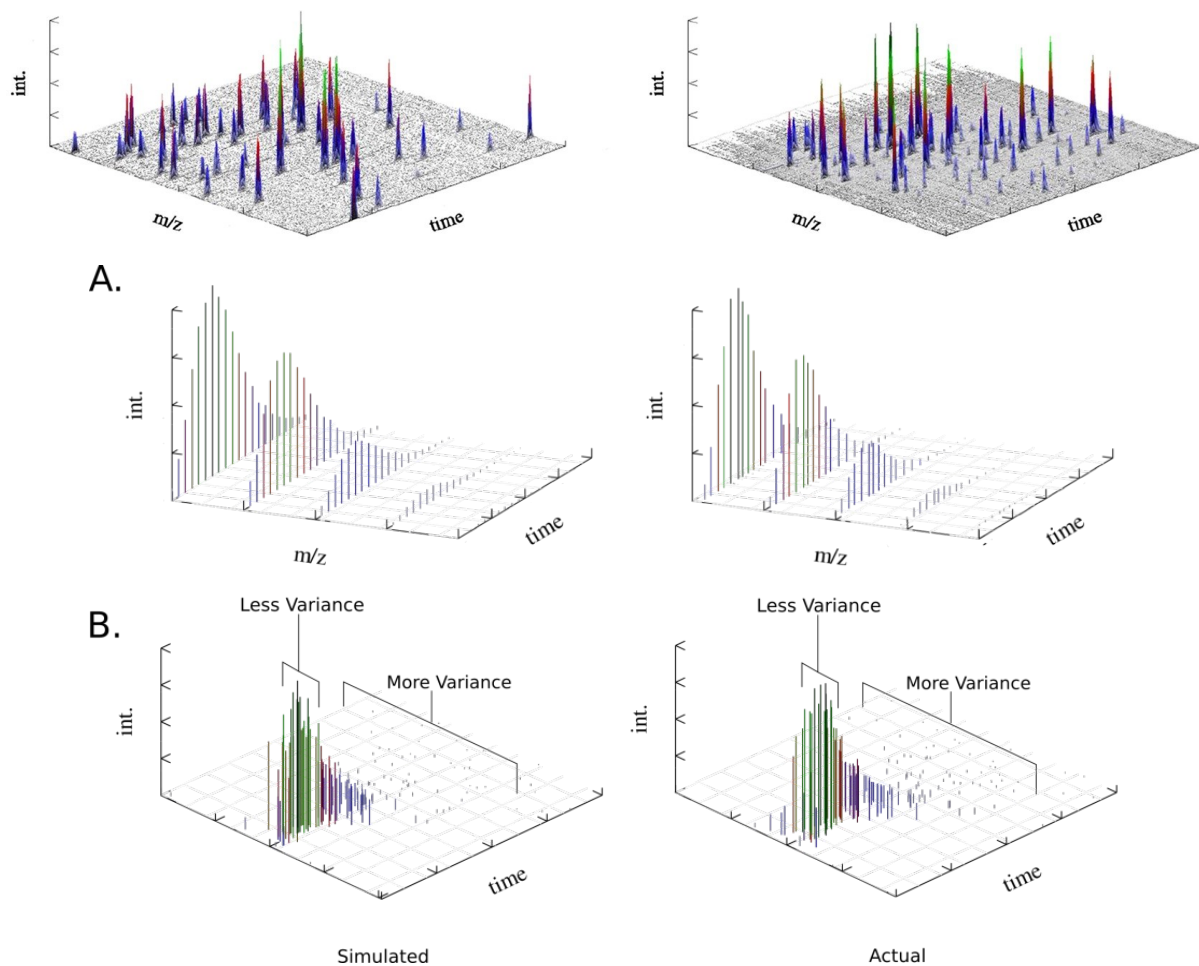 int.
m/z
time
int.
m/z
time
A.
int.
m/z
time
int.
m/z
time
B.
Less Variance
More Variance
int.
time
Less Variance
More Variance
int.
time
Simulated
Actual